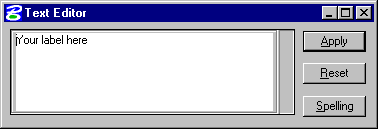 Text Editor
Your label here
Apply
Reset
Spelling